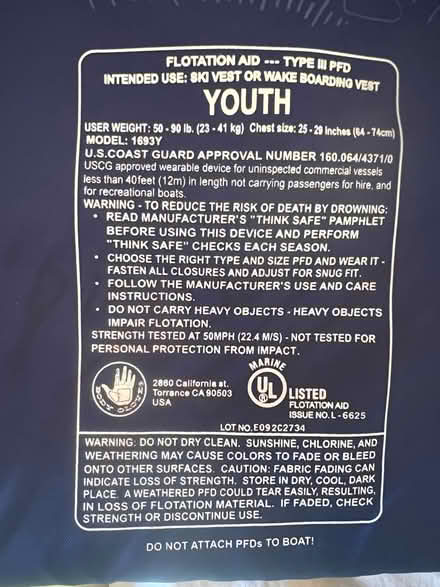 FLOTATION AID --- TYPE III PFD
INTENDED USE: SKI VEST OR WAKE BOARDING VEST
YOUTH
USER WEIGHT: 50 - 90 lb. (23 - 41 kg) Chest size: 25 - 29 Inches (64 - 74cm)
MODEL: 1693Y
U.S.COAST GUARD APPROVAL NUMBER 160.064/4371/0
USCG approved wearable device for uninspected commercial vessels
less than 40feet (12m) in length not carrying passengers for hire, and
for recreational boats.
WARNING - TO REDUCE THE RISK OF DEATH BY DROWNING:
• READ MANUFACTURER'S "THINK SAFE" PAMPHLET
BEFORE USING THIS DEVICE AND PERFORM
"THINK SAFE" CHECKS EACH SEASON.
• CHOOSE THE RIGHT TYPE AND SIZE PFD AND WEAR IT -
FASTEN ALL CLOSURES AND ADJUST FOR SNUG FIT.
• FOLLOW THE MANUFACTURER'S USE AND CARE
INSTRUCTIONS.
• DO NOT CARRY HEAVY OBJECTS - HEAVY OBJECTS
IMPAIR FLOTATION.
STRENGTH TESTED AT 50MPH (22.4 M/S) - NOT TESTED FOR
PERSONAL PROTECTION FROM IMPACT.
BODY GLOVE
2860 California st.
Torrance CA 90503
USA
MARINE
UL
LISTED
FLOTATION AID
ISSUE NO. L - 6625
LOT NO.E092C2734
WARNING: DO NOT DRY CLEAN. SUNSHINE, CHLORINE, AND
WEATHERING MAY CAUSE COLORS TO FADE OR BLEED
ONTO OTHER SURFACES. CAUTION: FABRIC FADING CAN
INDICATE LOSS OF STRENGTH. STORE IN DRY, COOL, DARK
PLACE. A WEATHERED PFD COULD TEAR EASILY, RESULTING,
IN LOSS OF FLOTATION MATERIAL. IF FADED, CHECK
STRENGTH OR DISCONTINUE USE.
DO NOT ATTACH PFDs TO BOAT!